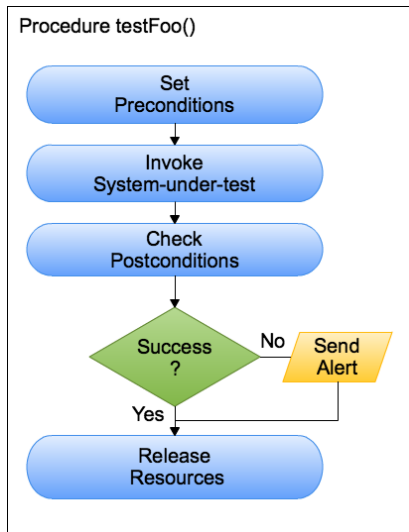 Procedure testFoo()
Set
Preconditions
Invoke
System-under-test
Check
Postconditions
Success
?
No
Send
Alert
Yes
Release
Resources